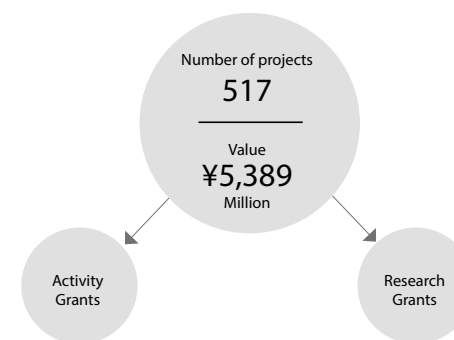 Number of projects
517
Value
¥5,389
Million
Activity
Grants
Research
Grants